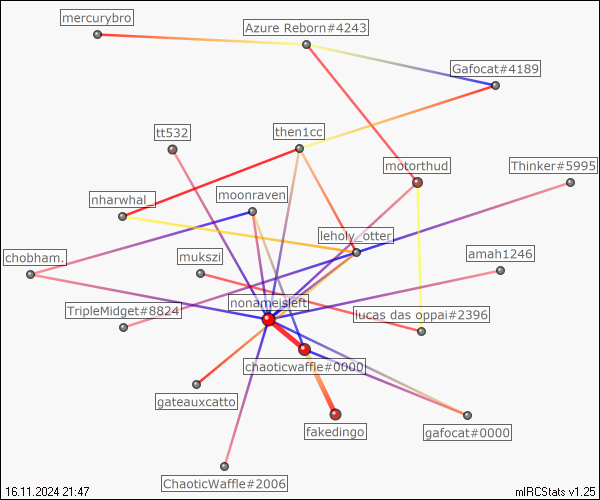 mercurybro
Azure Reborn#4243
Gafocat#4189
tt532
then1cc
motorthud
Thinker#5995
nharwhal_
moonraven
leholy_otter
chobham.
mukszi
amah1246
TripleMidget#8824
nonameisleft
lucas das oppai#2396
chaoticwaffle#0000
gateauxcatto
fakedingo
gafocat#0000
ChaoticWaffle#2006
16.11.2024 21:47
mIRCStats v1.25